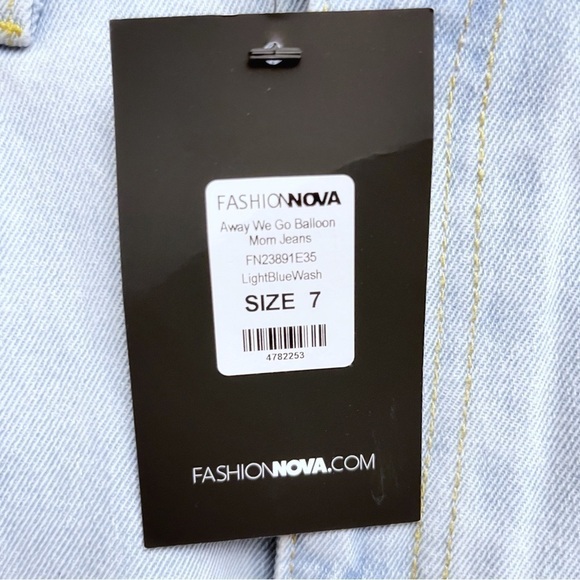 FASHIONNOVA
Away We Go Balloon
Mom Jeans
FN23891E35
LightBlueWash
SIZE 7
4782253
FASHIONNOVA.COM